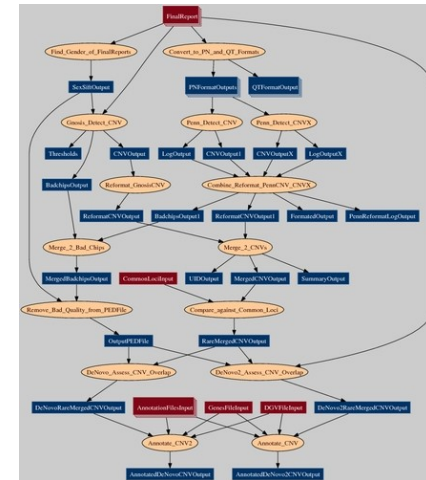 FinalReport
Find_Gender_of_FinalReports
Convert_to_PN_and_QT_Formats
SexSiftOutput
PNFormatOutputs
QTFormatOutput
Gnosis_Detect_CNV
Penn_Detect_CNV
Penn_Detect_CNVX
Thresholds
CNVOutput
LogOutput
CNVOutput1
CNVOutputX
LogOutputX
BadchipsOutput
Reformat_GnosisCNV
Combine_Reformat_PennCNV_CNVX
ReformatCNVOutput
BadchipsOutput1
ReformatCNVOutput1
FormatedOutput
PennReformatLogOutput
Merge_2_Bad_Chips
Merge_2_CNVs
MergedBadchipsOutput
CommonLociInput
UIDOutput
MergedCNVOutput
SummaryOutput
Remove_Bad_Quality_from_PEDFile
Compare_against_Common_Loci
OutputPEDFile
RareMergedCNVOutput
DeNovo_Assess_CNV_Overlap
DeNovo2_Assess_CNV_Overlap
DeNovoRareMergedCNVOutput
AnnotationFilesInput
GenesFileInput
DGVFileInput
DeNovo2RareMergedCNVOutput
Annotate_CNV2
Annotate_CNV
AnnotatedDeNovoCNVOutput
AnnotatedDeNovo2CNVOutput